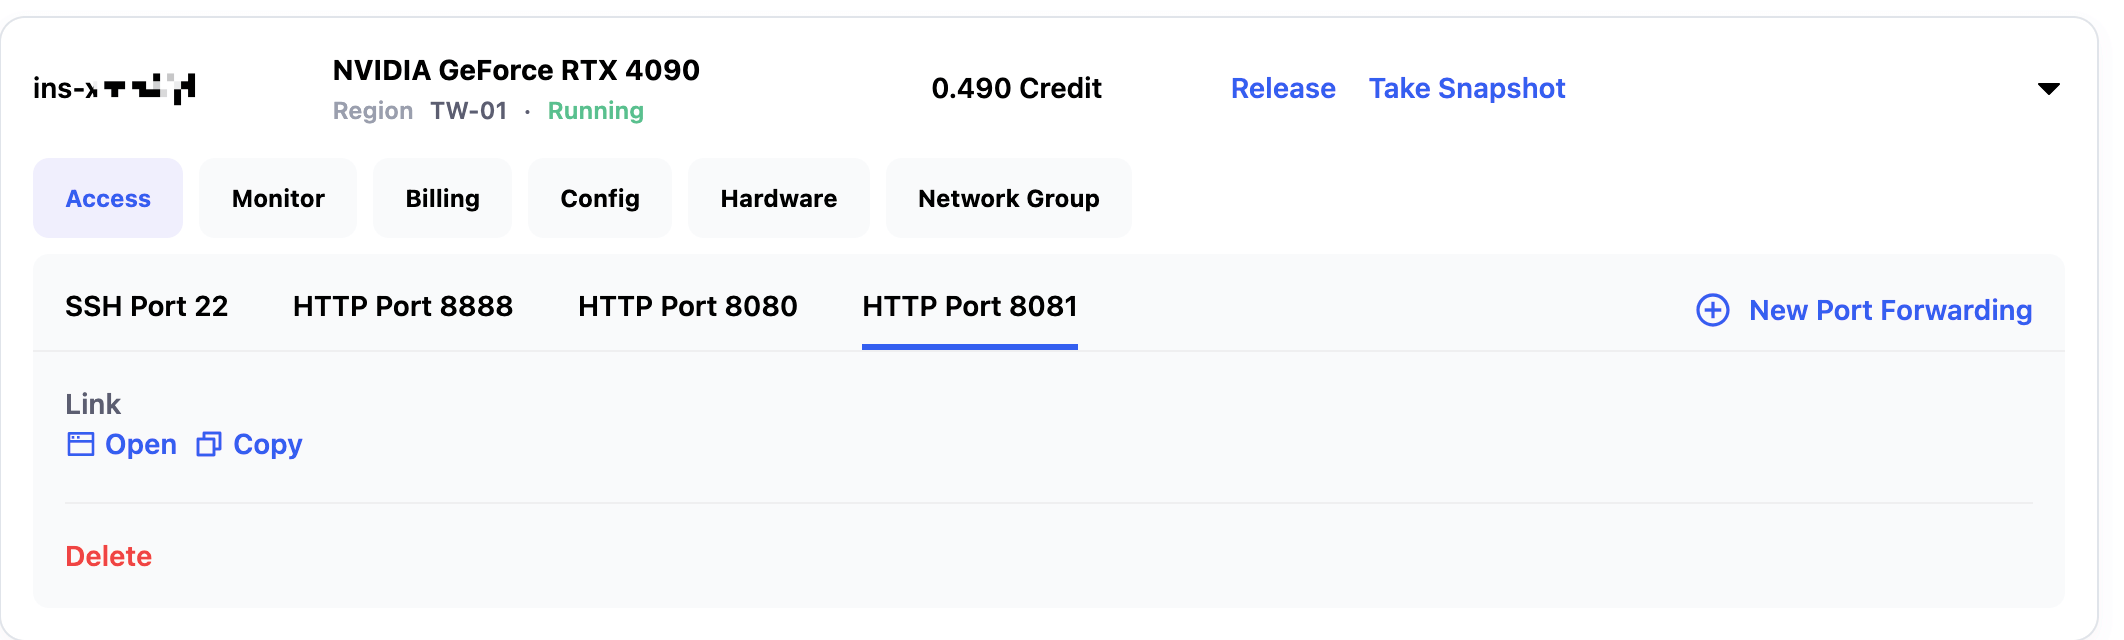 ins-x
NVIDIA GeForce RTX 4090
Region TW-01 · Running
0.490 Credit
Release Take Snapshot
Access Monitor Billing Config Hardware Network Group
SSH Port 22 HTTP Port 8888 HTTP Port 8080 HTTP Port 8081 New Port Forwarding
Link
Open Copy
Delete